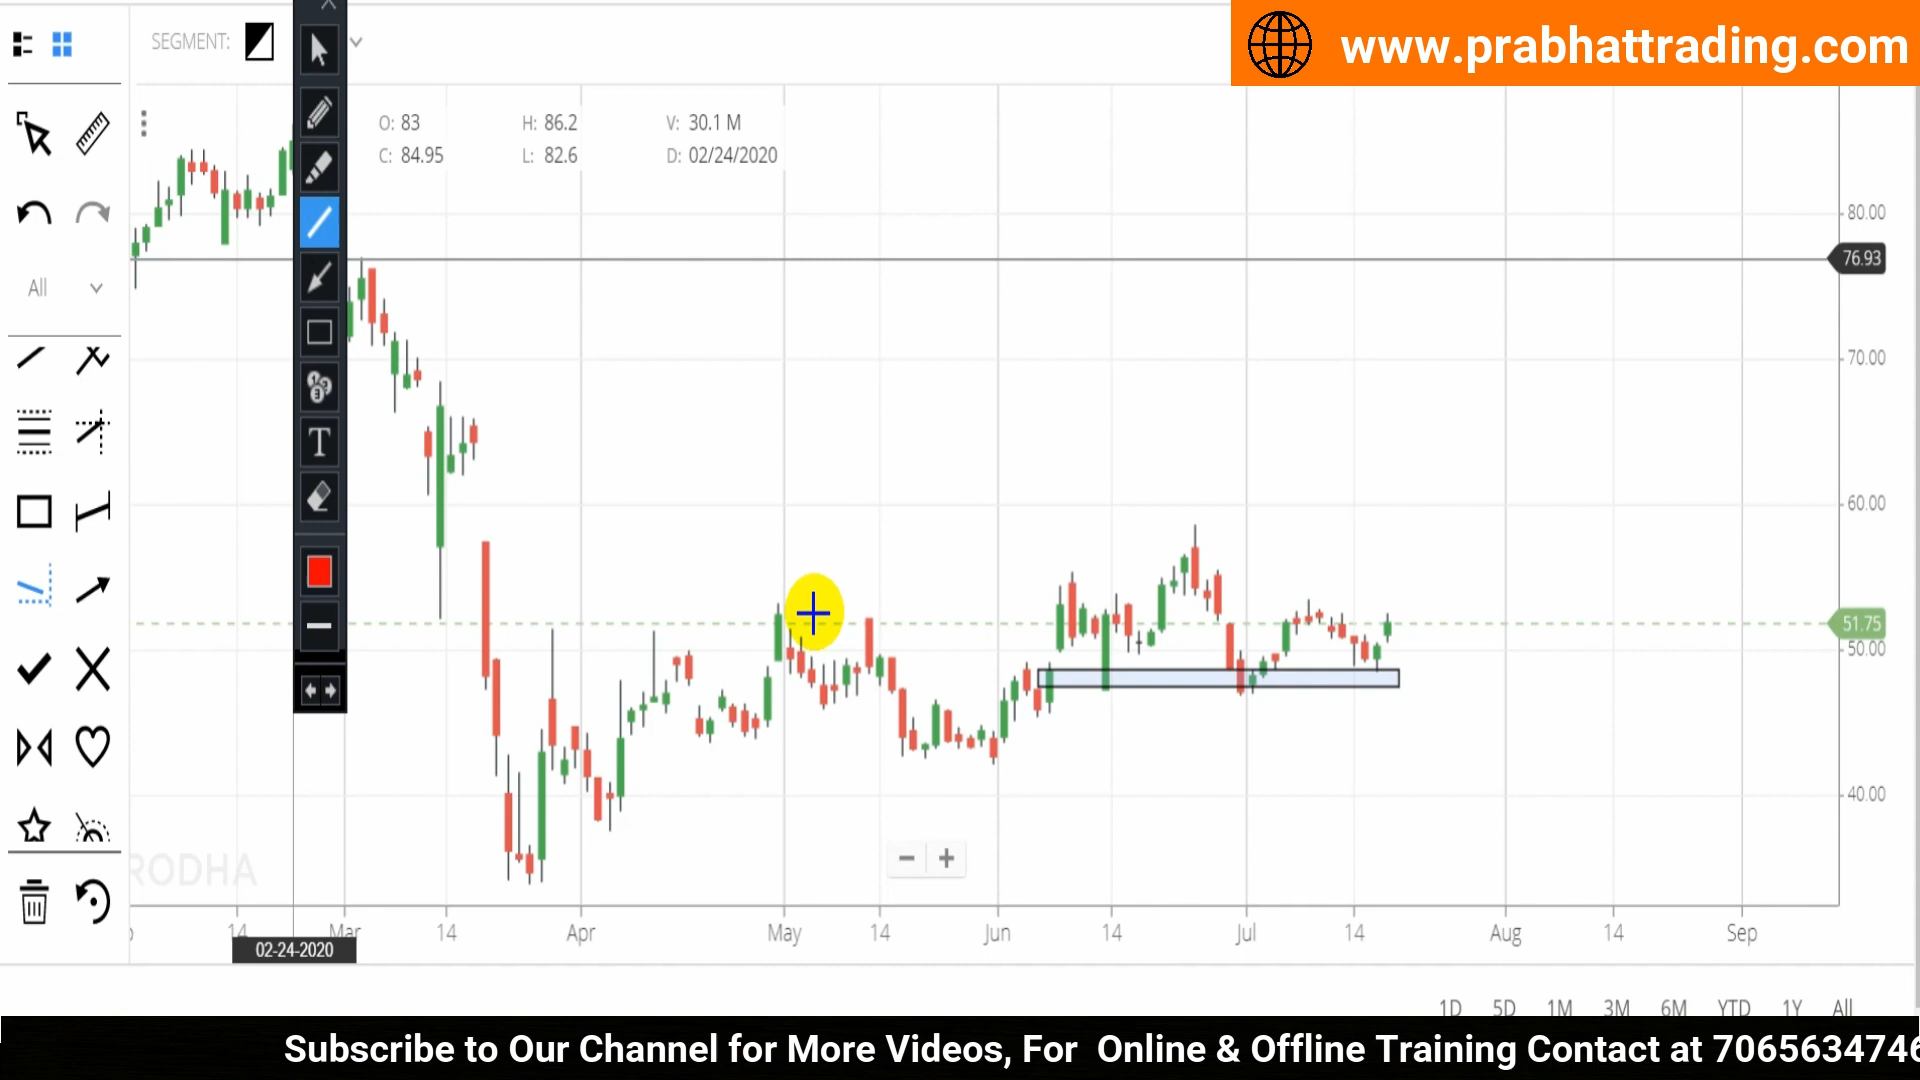 www.prabhattrading.com
SEGMENT:
O: 83 H: 86.2 V: 30.1 M
C: 84.95 L: 82.6 D: 02/24/2020
All
T
80.00
76.93
70.00
60.00
51.75
50.00
40.00
RODHA
14 Mar 14 Apr May 14 Jun 14 Jul 14 Aug 14 Sep
02-24-2020
1D 5D 1M 3M 6M YTD 1Y All
Subscribe to Our Channel for More Videos, For Online & Offline Training Contact at 7065634746